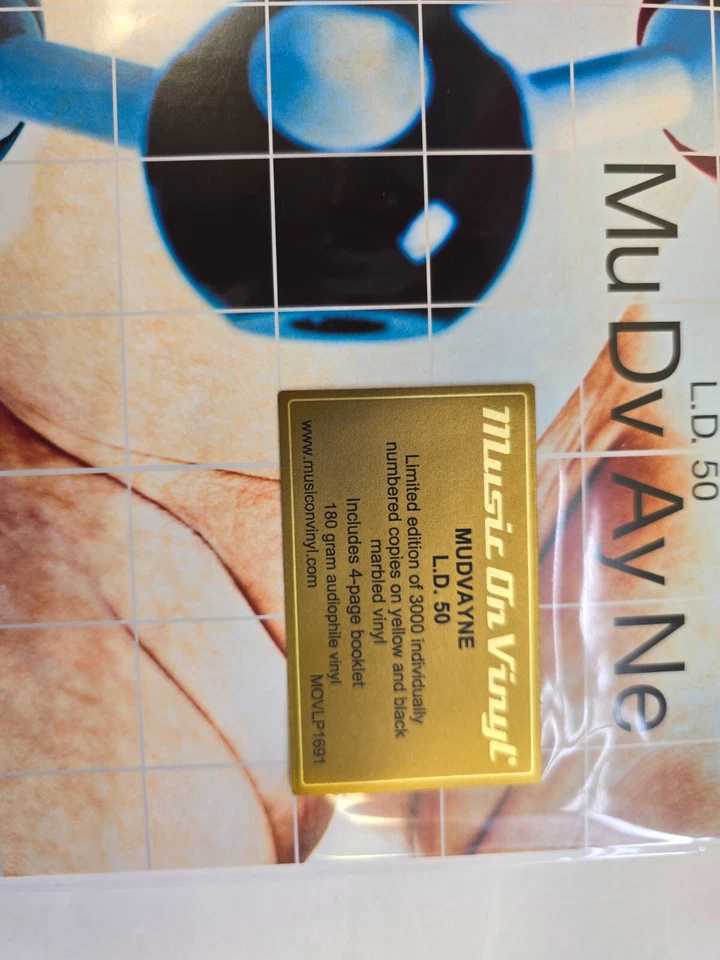 L.D. 50
Mu Dv Ay Ne
Music On Vinyl
MUDVAYNE
L.D. 50
Limited edition of 3000 individually
numbered copies on yellow and black
marbled vinyl
Includes 4-page booklet
180 gram audiophile vinyl
www.musiconvinyl.com
MOVLP1691